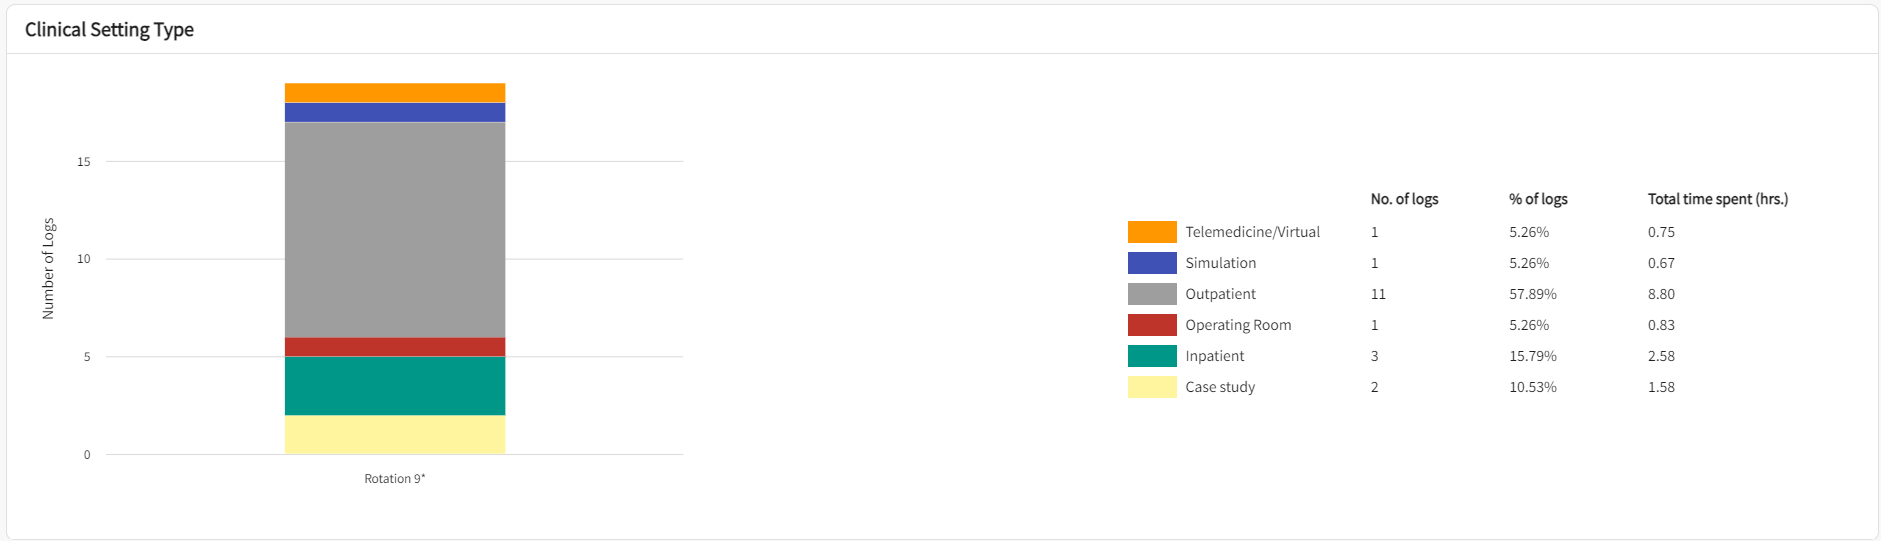 Clinical Setting Type
15
10
5
0
Number of Logs
Rotation 9*
No. of logs % of logs Total time spent (hrs.)
Telemedicine/Virtual 1 5.26% 0.75
Simulation 1 5.26% 0.67
Outpatient 11 57.89% 8.80
Operating Room 1 5.26% 0.83
Inpatient 3 15.79% 2.58
Case study 2 10.53% 1.58